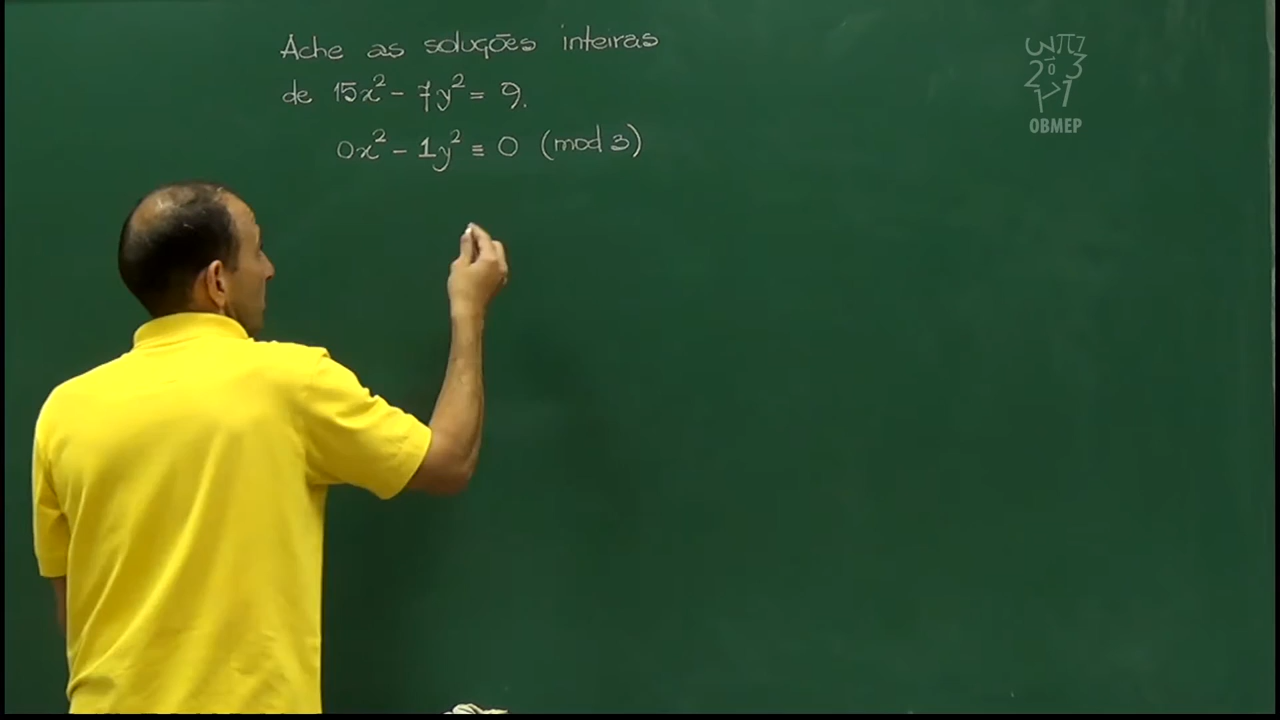 Ache as soluções inteiras
de 15x² - 7y² = 9.
0x² - 1y² ≡ 0 (mod 3)
OBMEP